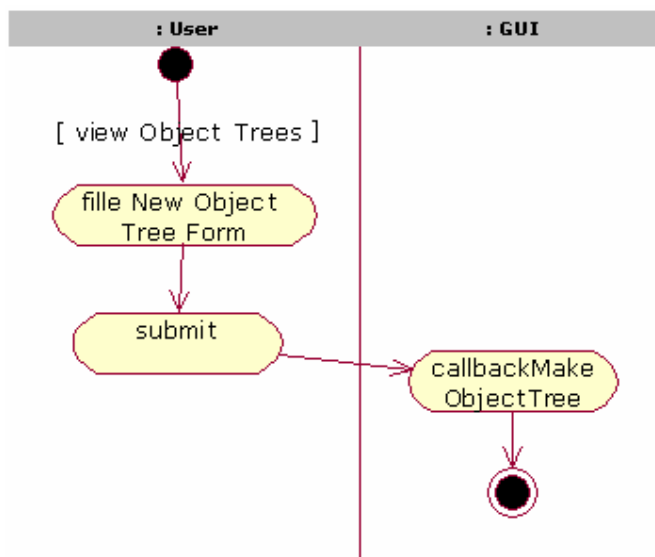 : User
: GUI
[ view Object Trees ]
fille New Object
Tree Form
submit
callbackMake
ObjectTree